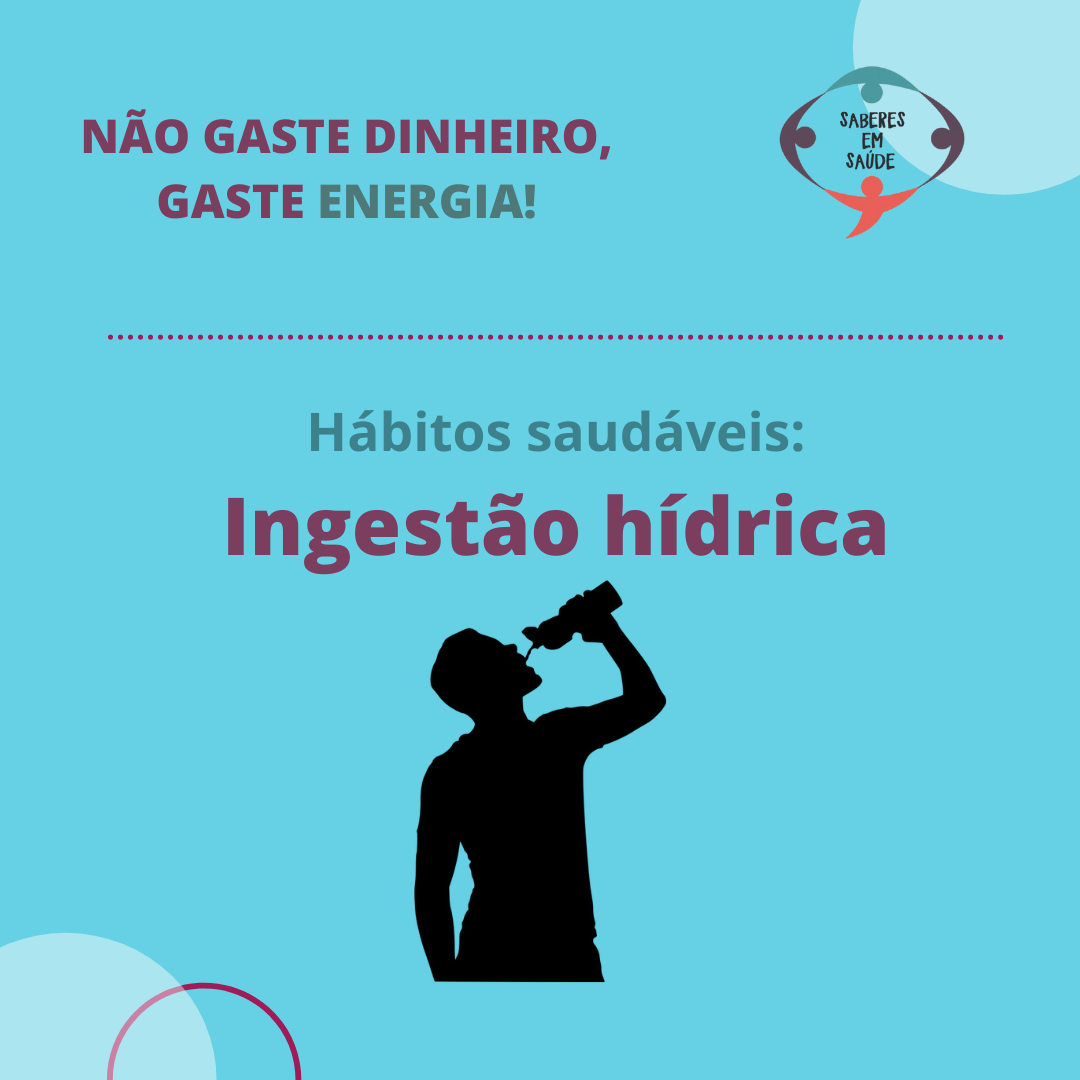 NÃO GASTE DINHEIRO,
GASTE ENERGIA!
SABERES
EM
SAÚDE
Hábitos saudáveis:
Ingestão hídrica